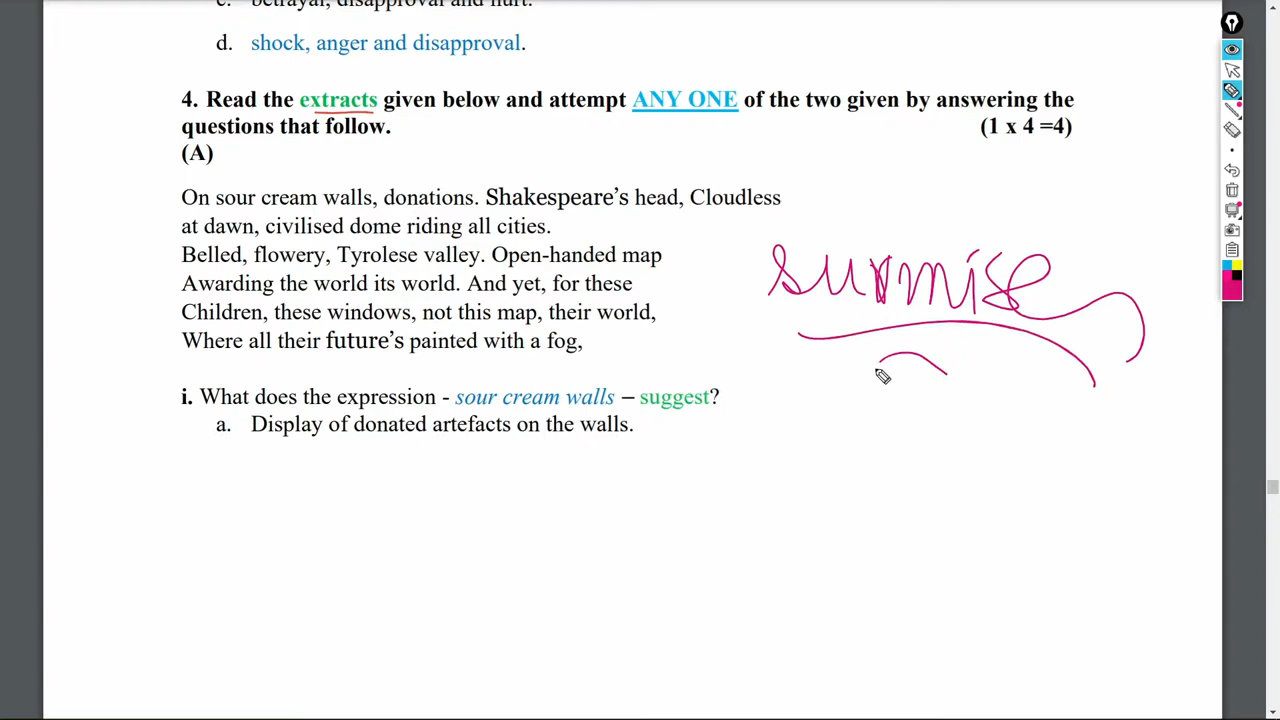 d. shock, anger and disapproval.
4. Read the extracts given below and attempt ANY ONE of the two given by answering the
questions that follow. (1 x 4 =4)
(A)
On sour cream walls, donations. Shakespeare's head, Cloudless
at dawn, civilised dome riding all cities.
Belled, flowery, Tyrolese valley. Open-handed map
Awarding the world its world. And yet, for these
Children, these windows, not this map, their world,
Where all their future's painted with a fog,
surmise
i. What does the expression - sour cream walls – suggest?
a. Display of donated artefacts on the walls.